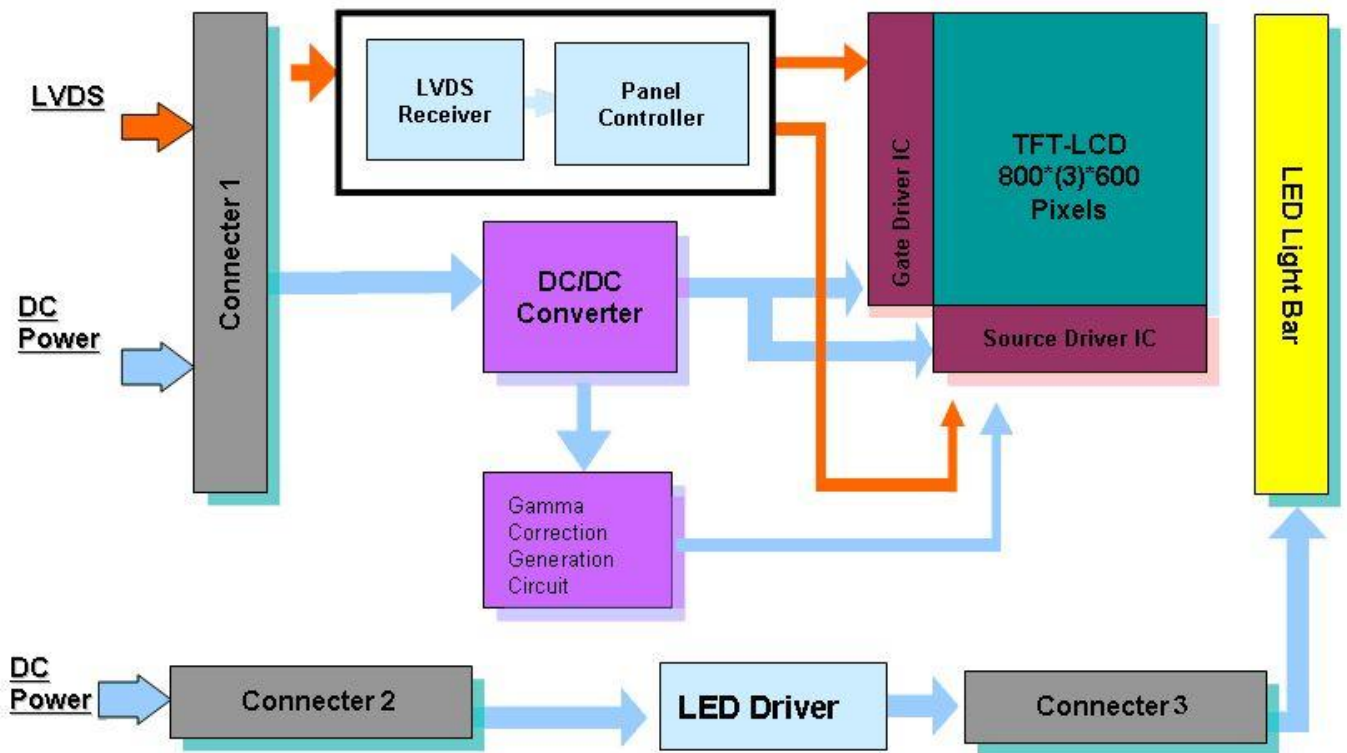 LVDS
DC
Power
Connecter 1
LVDS
Receiver
Panel
Controller
DC/DC
Converter
Gamma
Correction
Generation
Circuit
Gate Driver IC
TFT-LCD
800*(3)*600
Pixels
Source Driver IC
LED Light Bar
DC
Power
Connecter 2
LED Driver
Connecter 3